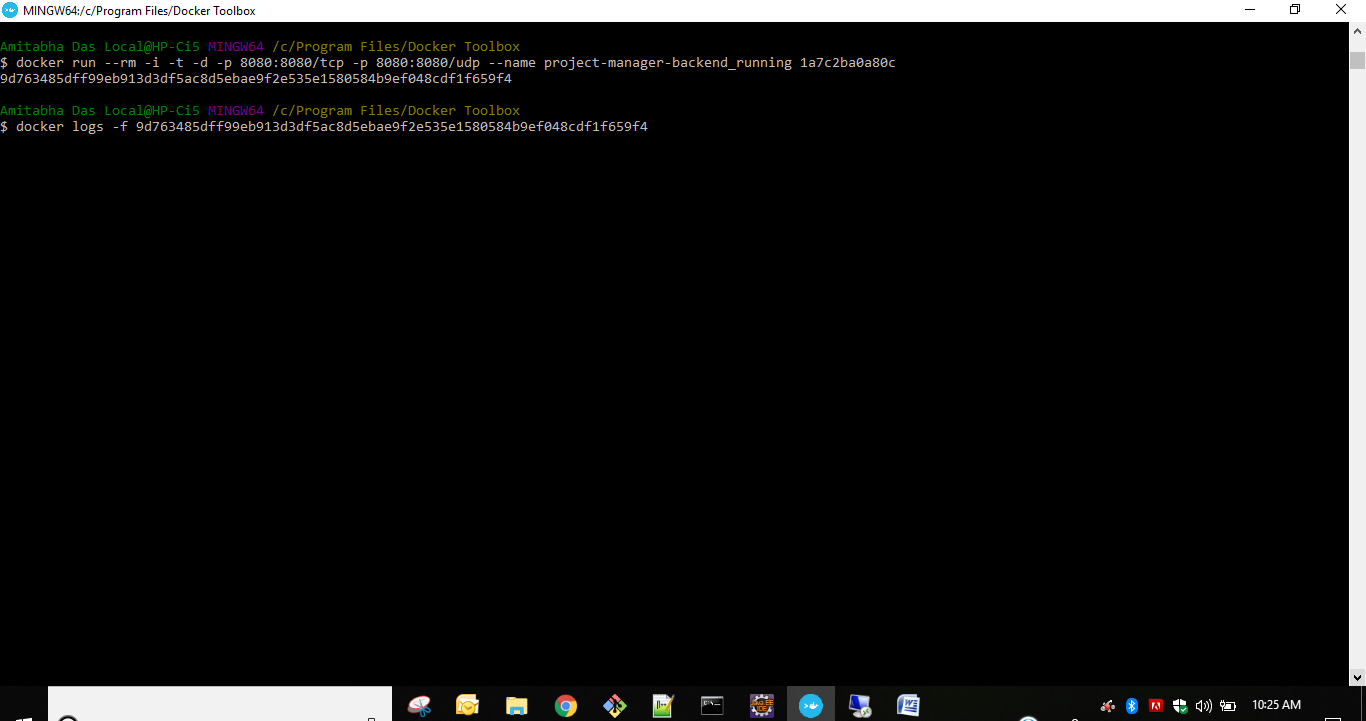 MINGW64:/c/Program Files/Docker Toolbox
Amitabha Das Local@HP-Ci5 MINGW64 /c/Program Files/Docker Toolbox
$ docker run --rm -i -t -d -p 8080:8080/tcp -p 8080:8080/udp --name project-manager-backend_running 1a7c2ba0a80c
9d763485dff99eb913d3df5ac8d5ebae9f2e535e1580584b9ef048cdf1f659f4
Amitabha Das Local@HP-Ci5 MINGW64 /c/Program Files/Docker Toolbox
$ docker logs -f 9d763485dff99eb913d3df5ac8d5ebae9f2e535e1580584b9ef048cdf1f659f4
10:25 AM